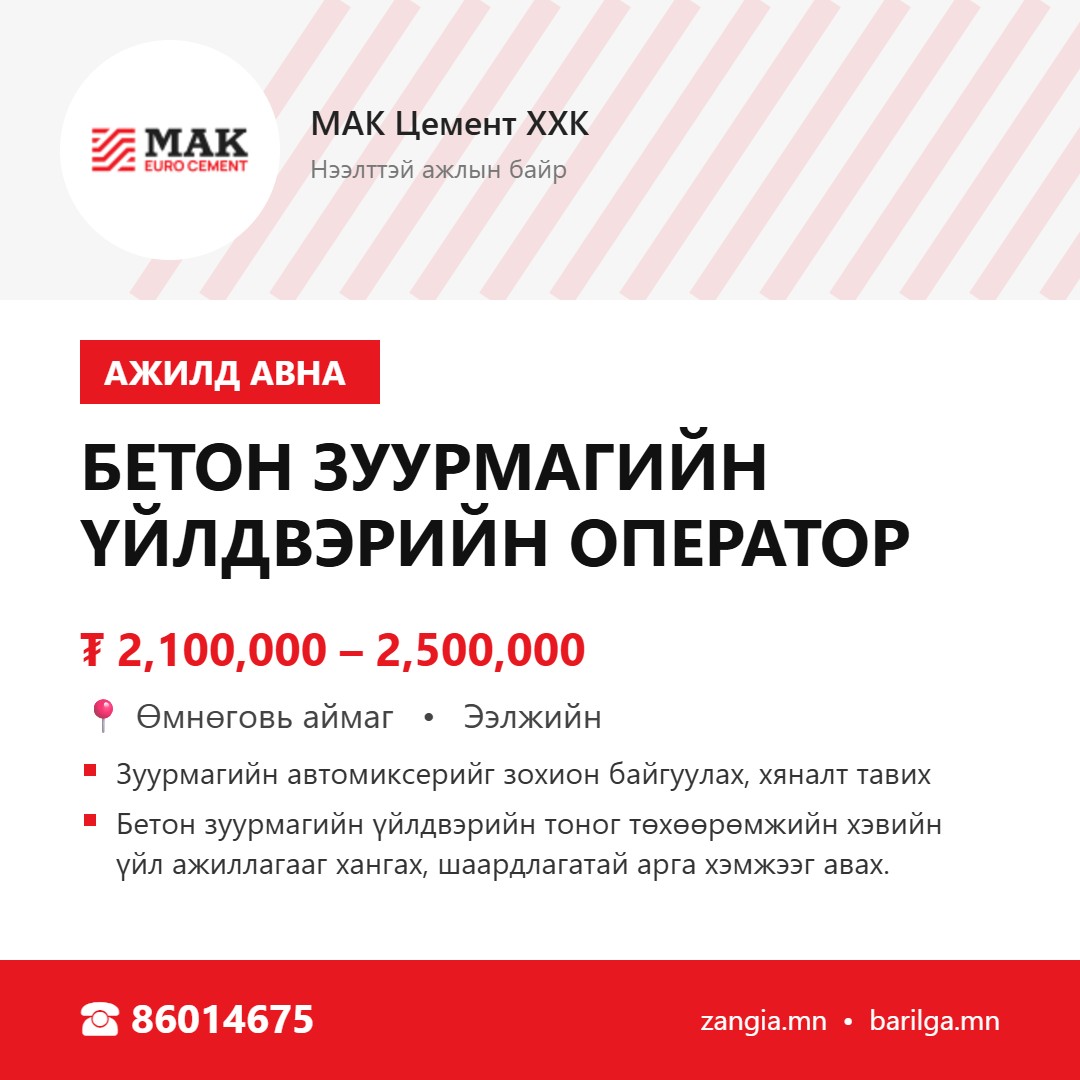 МАК
EURO CEMENT
МАК Цемент ХХК
Нээлттэй ажлын байр
АЖИЛД АВНА
БЕТОН ЗУУРМАГИЙН
ҮЙЛДВЭРИЙН ОПЕРАТОР
₮ 2,100,000 – 2,500,000
📍 Өмнөговь аймаг • Ээлжийн
Зуурмагийн автомиксерийг зохион байгуулах, хяналт тавих
Бетон зуурмагийн үйлдвэрийн тоног төхөөрөмжийн хэвийн
үйл ажиллагааг хангах, шаардлагатай арга хэмжээг авах.
☎ 86014675
zangia.mn • barilga.mn